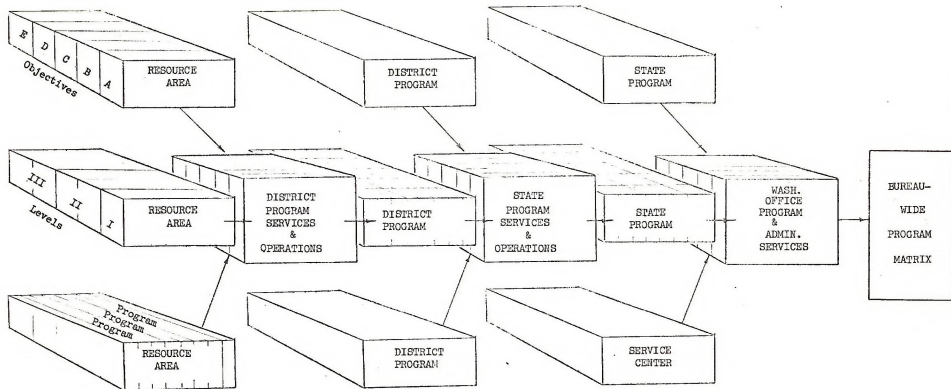 E D C B A
Objectives
RESOURCE
AREA
DISTRICT
PROGRAM
STATE
PROGRAM
III II I
Levels
RESOURCE
AREA
DISTRICT
PROGRAM
SERVICES
&
OPERATIONS
DISTRICT
PROGRAM
STATE
PROGRAM
SERVICES
&
OPERATIONS
STATE
PROGRAM
WASH.
OFFICE
PROGRAM
&
ADMIN.
SERVICES
BUREAU-
WIDE
PROGRAM
MATRIX
Program
Program
Program
RESOURCE
AREA
DISTRICT
PROGRAM
SERVICE
CENTER